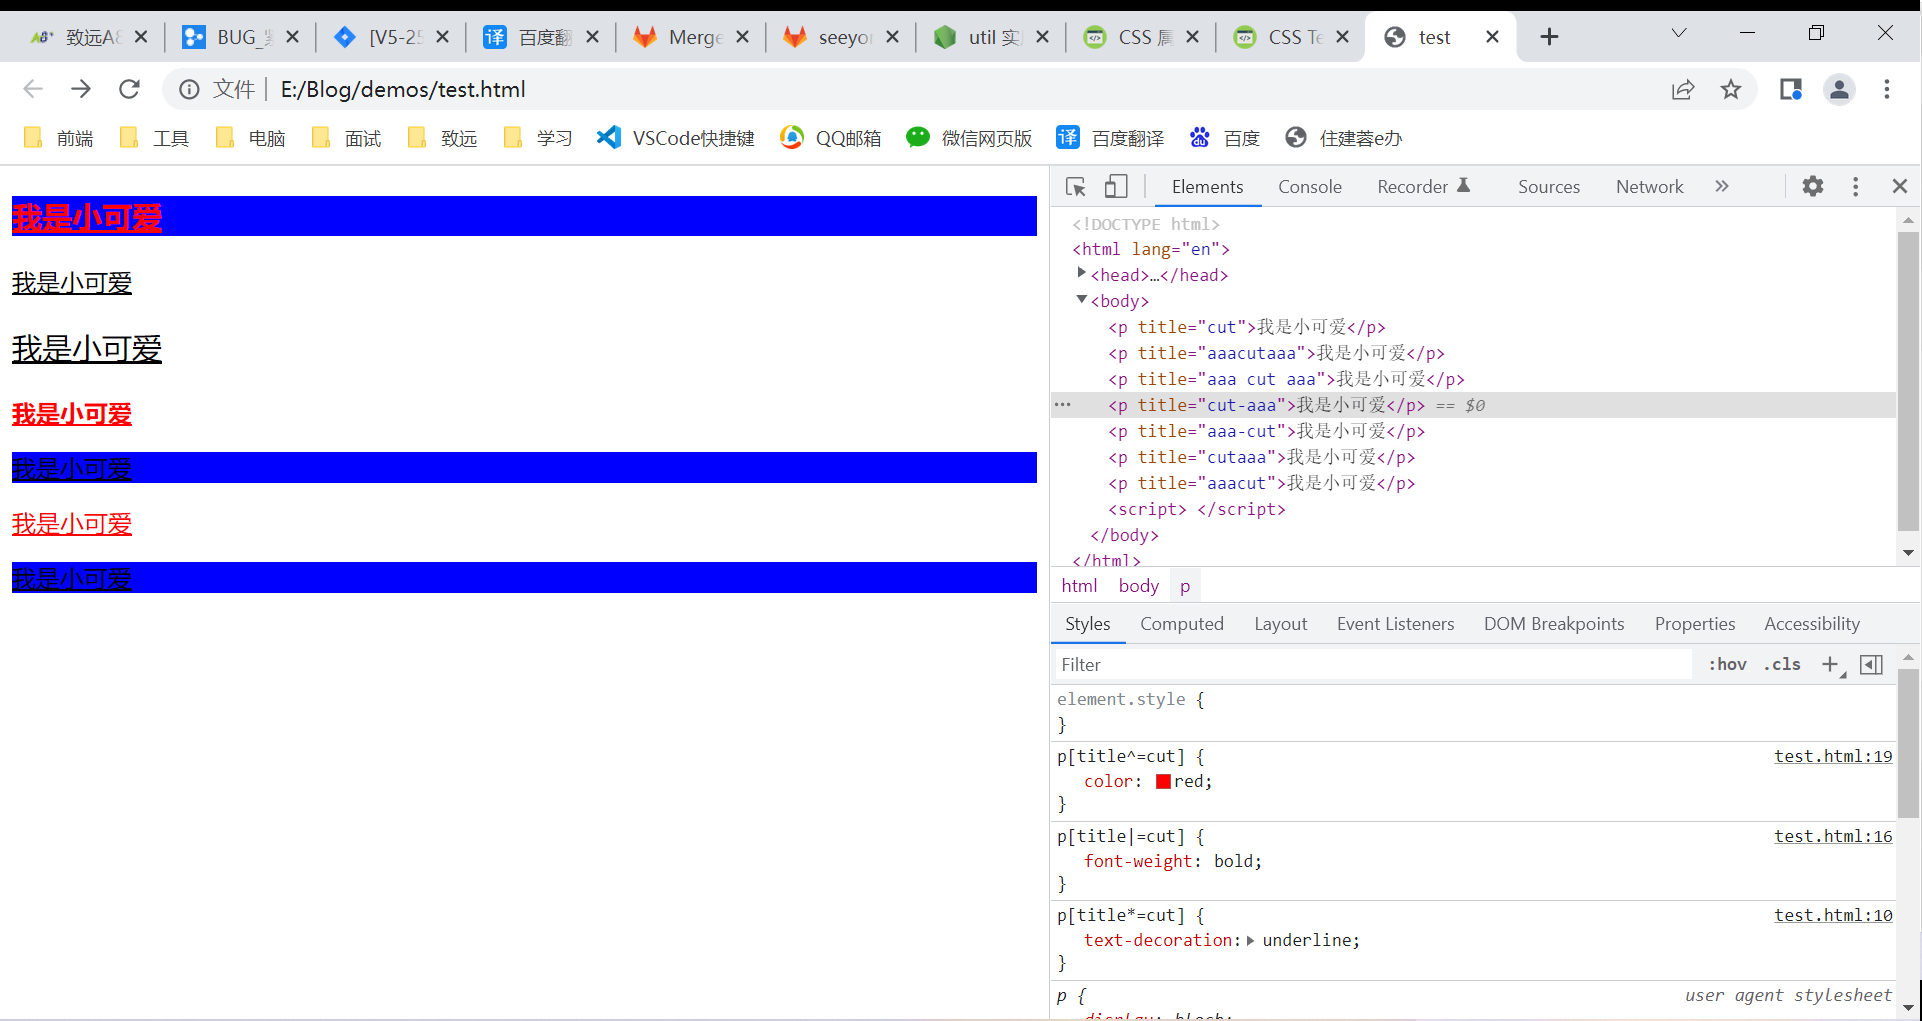 致远A8
BUG_
[V5-25
百度翻
Merge
seeyon
util 实
CSS 属
CSS Te
test
文件
E:/Blog/demos/test.html
前端
工具
电脑
面试
致远
学习
VSCode快捷键
QQ邮箱
微信网页版
百度翻译
百度
住建蓉e办
我是小可爱
我是小可爱
我是小可爱
我是小可爱
我是小可爱
我是小可爱
我是小可爱
Elements Console Recorder Sources Network »
<!DOCTYPE html>
<html lang="en">
<head>…</head>
<body>
<p title="cut">我是小可爱</p>
<p title="aaacutaaa">我是小可爱</p>
<p title="aaa cut aaa">我是小可爱</p>
<p title="cut-aaa">我是小可爱</p> == $0
<p title="aaa-cut">我是小可爱</p>
<p title="cutaaa">我是小可爱</p>
<p title="aaacut">我是小可爱</p>
<script> </script>
</body>
</html>
html body p
Styles Computed Layout Event Listeners DOM Breakpoints Properties Accessibility
Filter :hov .cls
element.style {
}
p[title^=cut] { test.html:19
color: red;
}
p[title|=cut] { test.html:16
font-weight: bold;
}
p[title*=cut] { test.html:10
text-decoration: underline;
}
p { user agent stylesheet
display: block;